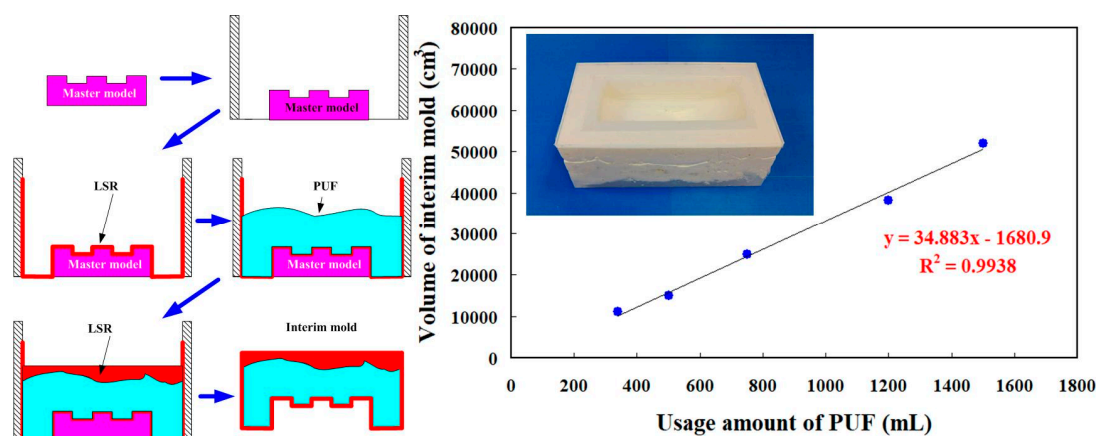 Master model
Master model
LSR
Master model
PUF
Master model
LSR
Master model
Interim mold
Volume of interim mold (cm³)
80000
70000
60000
50000
40000
30000
20000
10000
0
y = 34.883x - 1680.9
R² = 0.9938
0 200 400 600 800 1000 1200 1400 1600 1800
Usage amount of PUF (mL)